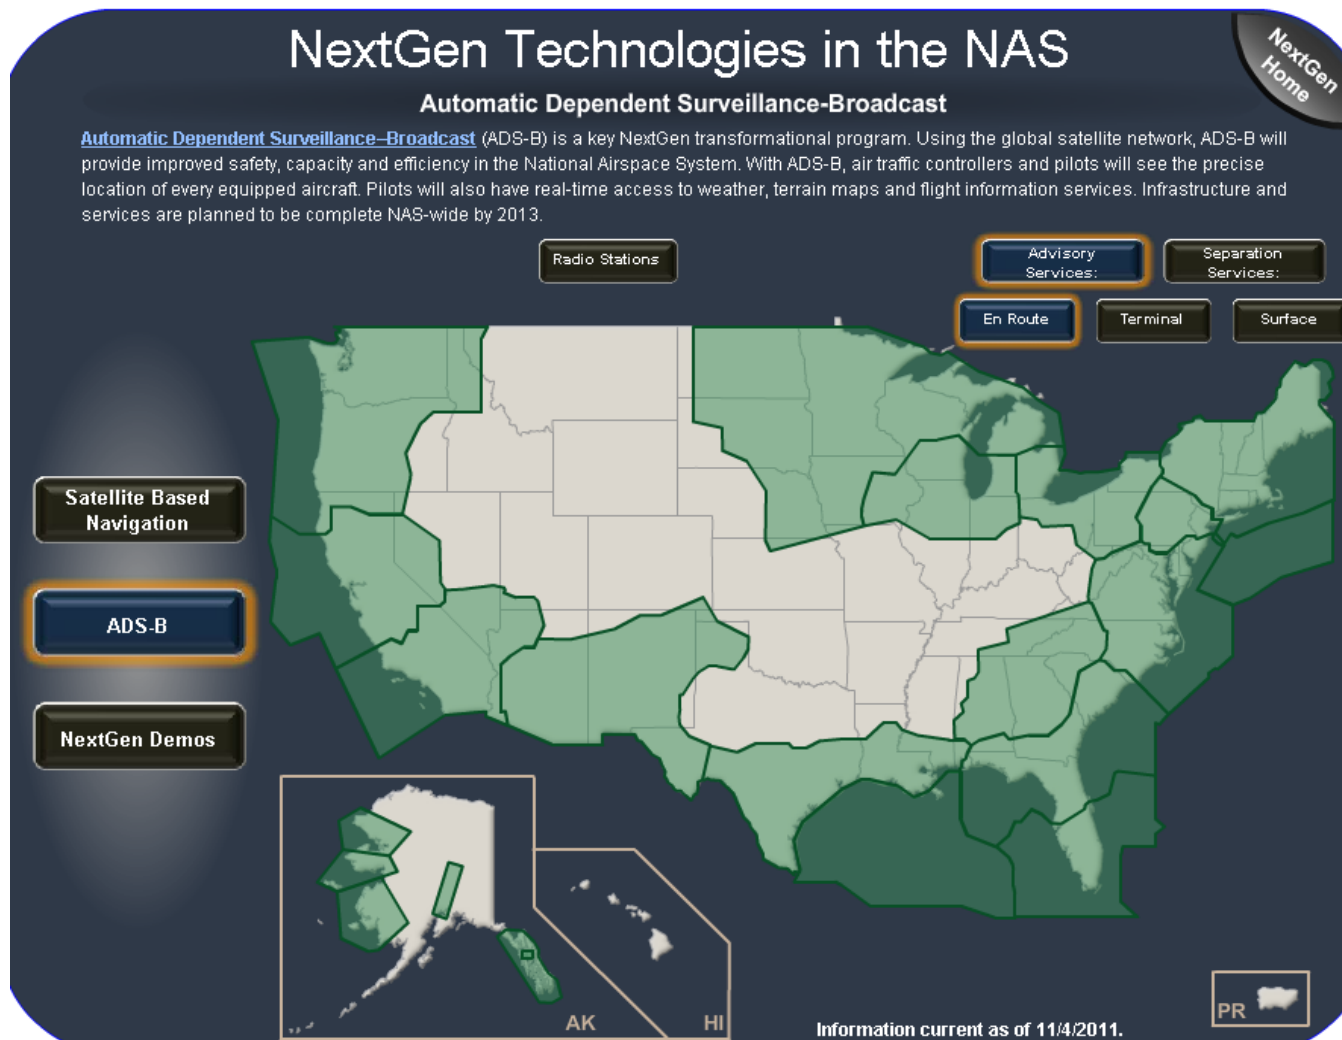 NextGen Technologies in the NAS
NextGen
Home
Automatic Dependent Surveillance-Broadcast
Automatic Dependent Surveillance–Broadcast (ADS-B) is a key NextGen transformational program. Using the global satellite network, ADS-B will
provide improved safety, capacity and efficiency in the National Airspace System. With ADS-B, air traffic controllers and pilots will see the precise
location of every equipped aircraft. Pilots will also have real-time access to weather, terrain maps and flight information services. Infrastructure and
services are planned to be complete NAS-wide by 2013.
Radio Stations
Advisory
Services:
Separation
Services:
En Route
Terminal
Surface
Satellite Based
Navigation
ADS-B
NextGen Demos
AK
HI
PR
Information current as of 11/4/2011.